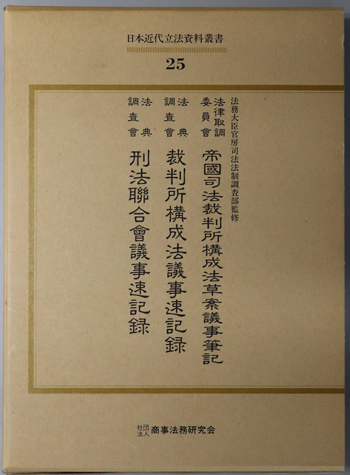 日本近代立法資料叢書
25
法務大臣官房司法法制調査部監修
法律取調委員會
帝國司法裁判所構成法草案議事筆記
法典調査會
裁判所構成法議事速記録
法典調査會
刑法聯合會議事速記録
社団法人 商事法務研究会